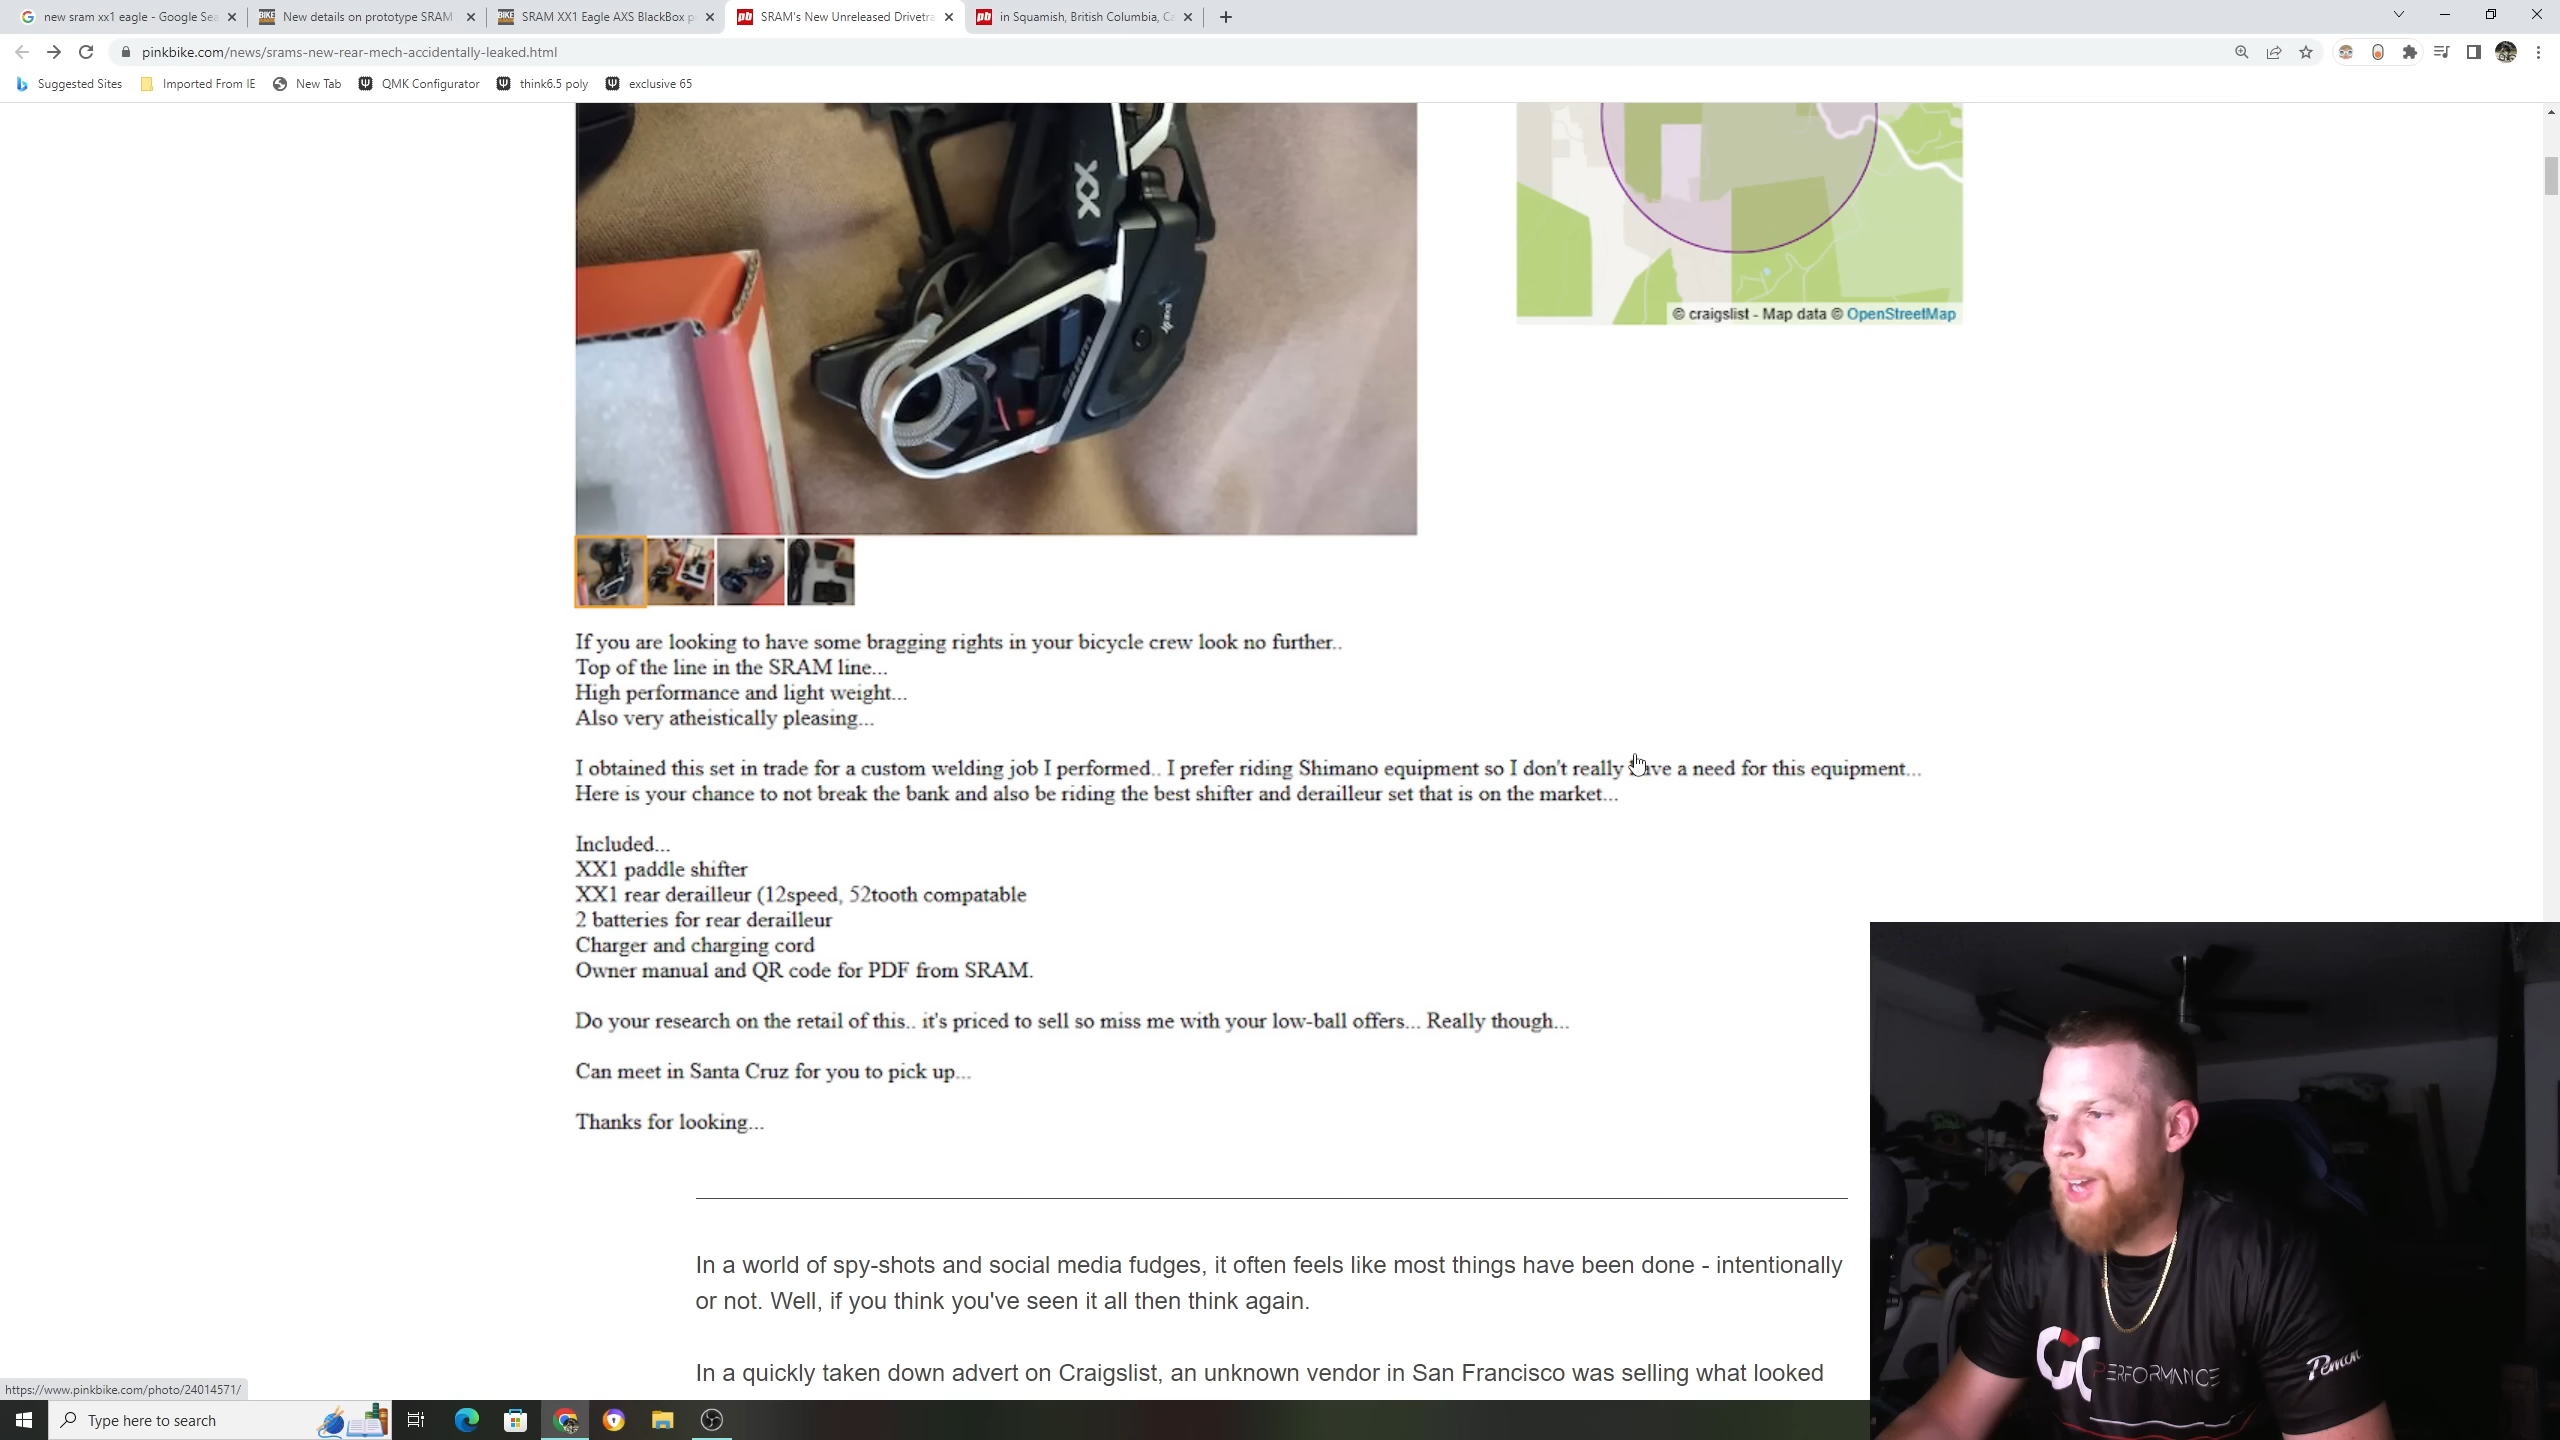 new sram xx1 eagle - Google Sea
New details on prototype SRAM
SRAM XX1 Eagle AXS BlackBox p
SRAM's New Unreleased Drivetra
in Squamish, British Columbia, Ca
pinkbike.com/news/srams-new-rear-mech-accidentally-leaked.html
Suggested Sites
Imported From IE
New Tab
QMK Configurator
think6.5 poly
exclusive 65
XX
SRAM
© craigslist - Map data © OpenStreetMap
If you are looking to have some bragging rights in your bicycle crew look no further..
Top of the line in the SRAM line...
High performance and light weight...
Also very atheistically pleasing...
I obtained this set in trade for a custom welding job I performed.. I prefer riding Shimano equipment so I don't really have a need for this equipment...
Here is your chance to not break the bank and also be riding the best shifter and derailleur set that is on the market...
Included...
XX1 paddle shifter
XX1 rear derailleur (12speed, 52tooth compatable
2 batteries for rear derailleur
Charger and charging cord
Owner manual and QR code for PDF from SRAM.
Do your research on the retail of this.. it's priced to sell so miss me with your low-ball offers... Really though...
Can meet in Santa Cruz for you to pick up...
Thanks for looking...
In a world of spy-shots and social media fudges, it often feels like most things have been done - intentionally
or not. Well, if you think you've seen it all then think again.
In a quickly taken down advert on Craigslist, an unknown vendor in San Francisco was selling what looked
https://www.pinkbike.com/photo/24014571/
Type here to search
PERFORMANCE